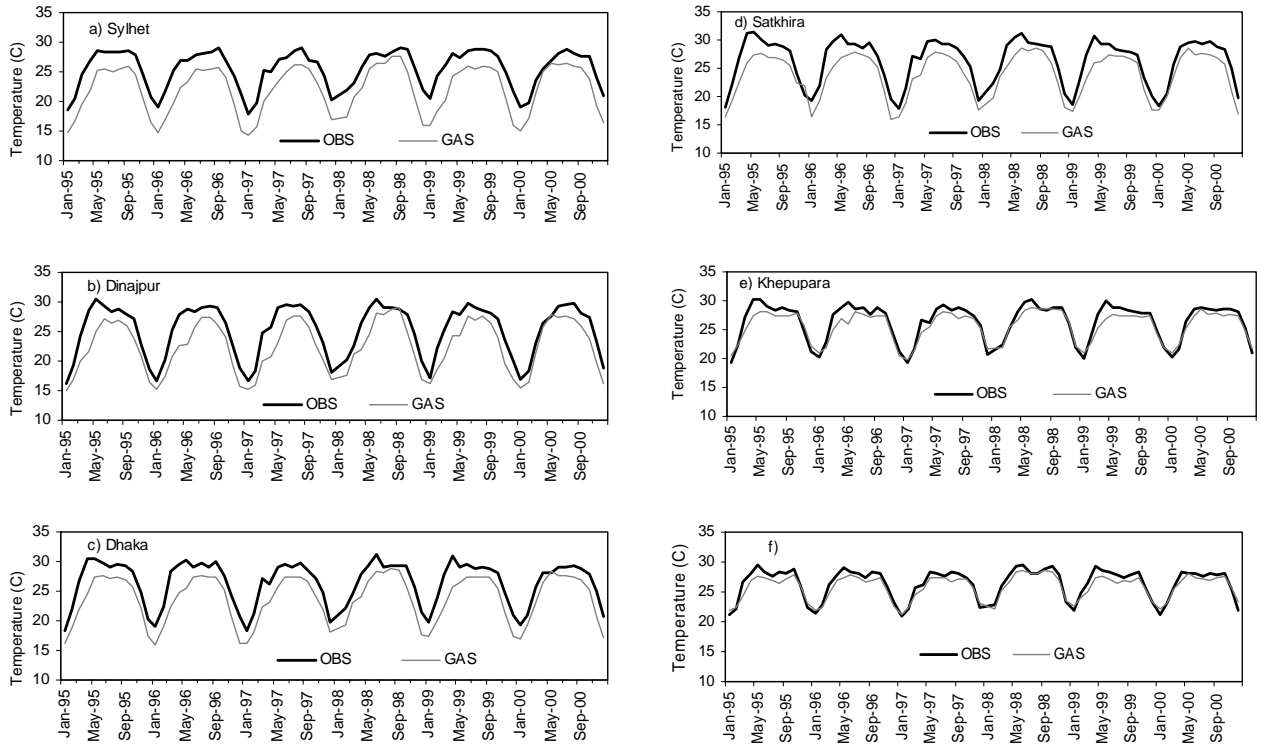 a) Sylhet
Temperature (C)
35
30
25
20
15
10
OBS GAS
Jan-95 May-95 Sep-95 Jan-96 May-96 Sep-96 Jan-97 May-97 Sep-97 Jan-98 May-98 Sep-98 Jan-99 May-99 Sep-99 Jan-00 May-00 Sep-00
b) Dinajpur
Temperature (C)
35
30
25
20
15
10
OBS GAS
Jan-95 May-95 Sep-95 Jan-96 May-96 Sep-96 Jan-97 May-97 Sep-97 Jan-98 May-98 Sep-98 Jan-99 May-99 Sep-99 Jan-00 May-00 Sep-00
c) Dhaka
Temperature (C)
35
30
25
20
15
10
OBS GAS
Jan-95 May-95 Sep-95 Jan-96 May-96 Sep-96 Jan-97 May-97 Sep-97 Jan-98 May-98 Sep-98 Jan-99 May-99 Sep-99 Jan-00 May-00 Sep-00
d) Satkhira
Temperature (C)
35
30
25
20
15
10
OBS GAS
Jan-95 May-95 Sep-95 Jan-96 May-96 Sep-96 Jan-97 May-97 Sep-97 Jan-98 May-98 Sep-98 Jan-99 May-99 Sep-99 Jan-00 May-00 Sep-00
e) Khepupara
Temperature (C)
35
30
25
20
15
10
OBS GAS
Jan-95 May-95 Sep-95 Jan-96 May-96 Sep-96 Jan-97 May-97 Sep-97 Jan-98 May-98 Sep-98 Jan-99 May-99 Sep-99 Jan-00 May-00 Sep-00
f)
Temperature (C)
35
30
25
20
15
10
OBS GAS
Jan-95 May-95 Sep-95 Jan-96 May-96 Sep-96 Jan-97 May-97 Sep-97 Jan-98 May-98 Sep-98 Jan-99 May-99 Sep-99 Jan-00 May-00 Sep-00